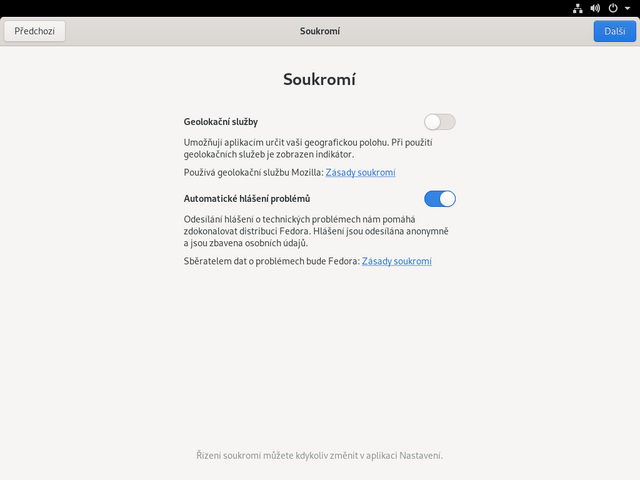 Předchozí
Soukromí
Další
Soukromí
Geolokační služby
Umožňují aplikacím určit vaši geografickou polohu. Při použití
geolokačních služeb je zobrazen indikátor.
Používá geolokační službu Mozilla: Zásady soukromí
Automatické hlášení problémů
Odesílání hlášení o technických problémech nám pomáhá
zdokonalovat distribuci Fedora. Hlášení jsou odesílána anonymně
a jsou zbavena osobních údajů.
Sběratelem dat o problémech bude Fedora: Zásady soukromí
Řízení soukromí můžete kdykoliv změnit v aplikaci Nastavení.